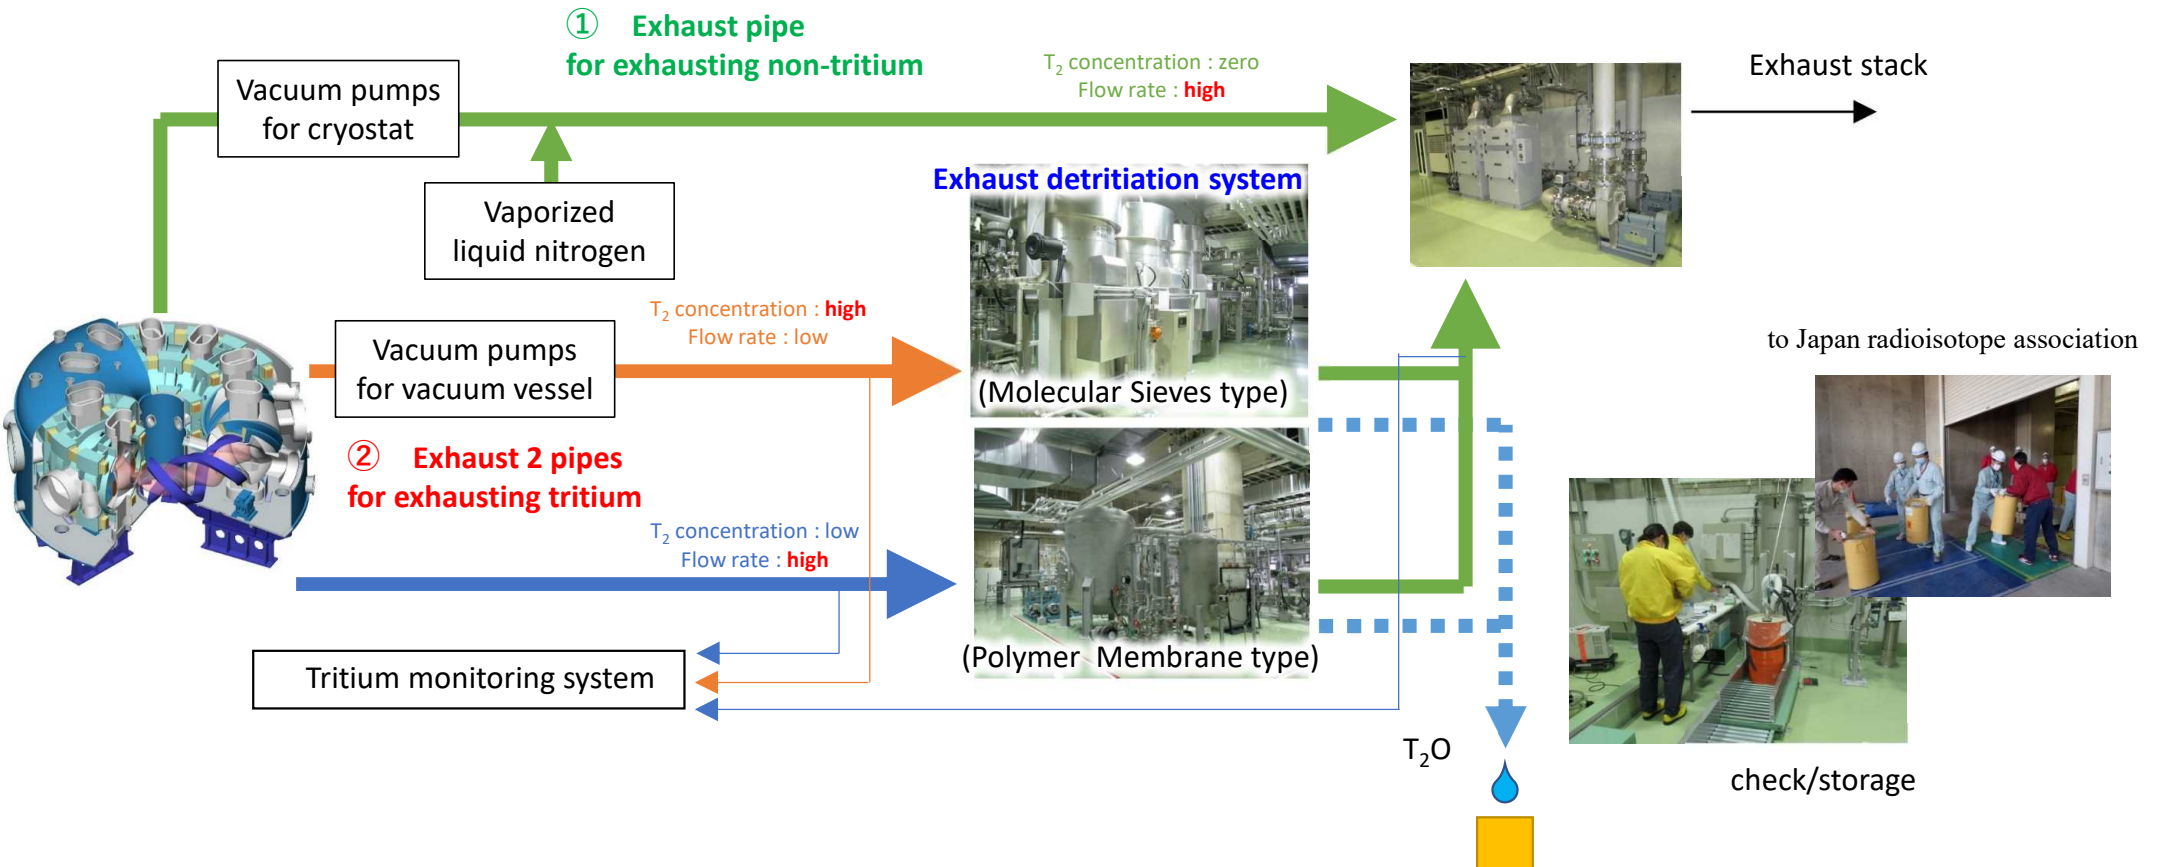 ① Exhaust pipe
for exhausting non-tritium
T₂ concentration : zero
Flow rate : high
Exhaust stack
Vacuum pumps
for cryostat
Vaporized
liquid nitrogen
Exhaust detritiation system
T₂ concentration : high
Flow rate : low
Vacuum pumps
for vacuum vessel
(Molecular Sieves type)
to Japan radioisotope association
② Exhaust 2 pipes
for exhausting tritium
T₂ concentration : low
Flow rate : high
(Polymer Membrane type)
Tritium monitoring system
T₂O
check/storage